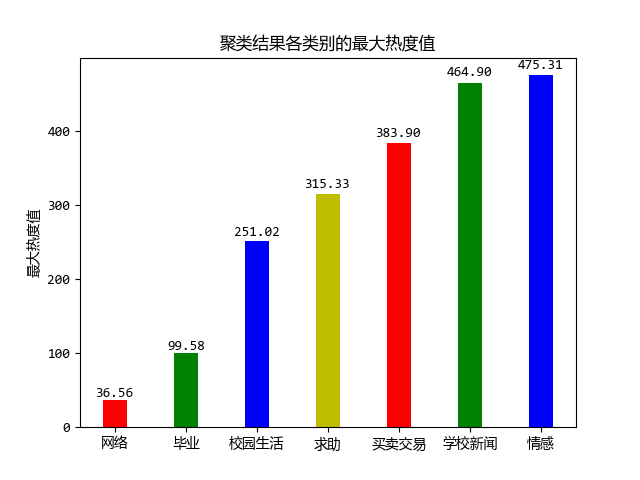 聚类结果各类别的最大热度值
最大热度值
400
300
200
100
0
36.56
99.58
251.02
315.33
383.90
464.90
475.31
网络
毕业
校园生活
求助
买卖交易
学校新闻
情感